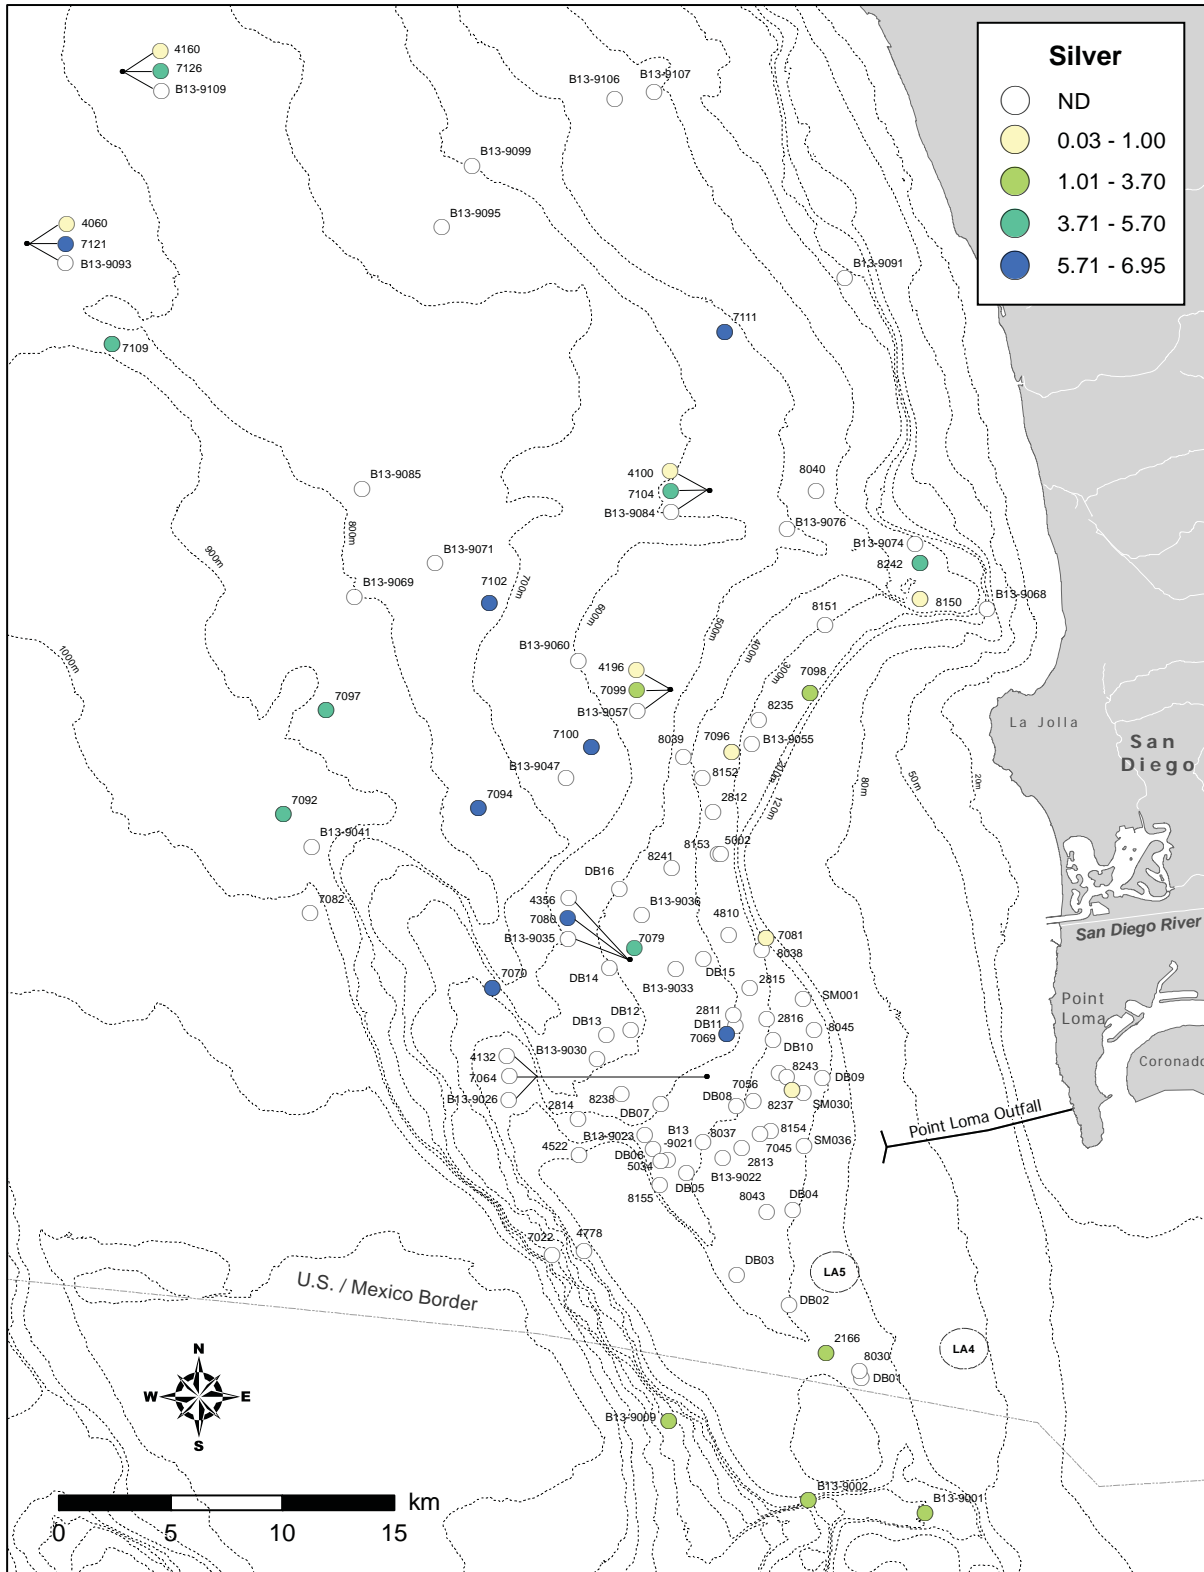 Silver
ND
0.03 - 1.00
1.01 - 3.70
3.71 - 5.70
5.71 - 6.95
4160
7126
B13-9109
B13-9106
B13-9107
B13-9099
B13-9095
4060
7121
B13-9093
B13-9091
7111
7109
4100
7104
B13-9084
8040
B13-9085
B13-9076
800m
900m
B13-9074
8242
B13-9071
7102
700m
B13-9069
600m
8150
B13-9068
8151
500m
400m
300m
1000m
B13-9060
4196
7099
B13-9057
7098
7097
8235
La Jolla
San
Diego
7100
8039
7096
B13-9055
B13-9047
8152
200m
120m
80m
50m
20m
7094
2812
7092
B13-9041
8153
5002
8241
DB16
4356
7080
B13-9035
B13-9036
4810
7082
7079
7081
8038
San Diego River
DB14
B13-9033
DB15
7070
2815
SM001
Point
Loma
2811
DB11
7069
2816
8045
DB12
DB13
DB10
B13-9030
4132
7064
B13-9026
8243
DB09
Coronado
7056
8238
DB07
DB08
8237
SM030
Point Loma Outfall
2814
B13-9023
B13
-9021
8037
8154
7045
SM036
4522
DB06
5034
2813
B13-9022
8155
DB05
8043
DB04
7022
4778
DB03
LA5
U.S. / Mexico Border
DB02
2166
LA4
8030
DB01
N
W
E
S
B13-9009
B13-9002
B13-9001
km
0
5
10
15